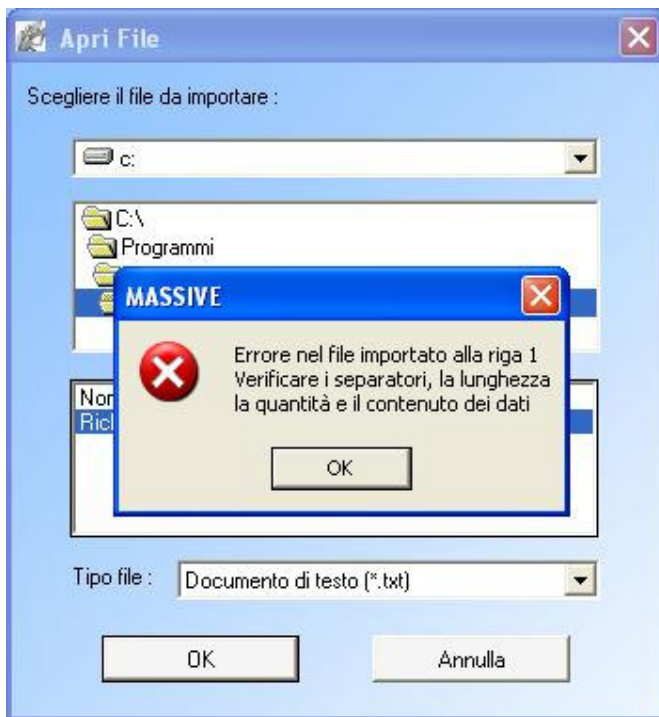 Apri File
Scegliere il file da importare :
c:
C:\
Programmi
MASSIVE
Errore nel file importato alla riga 1
Verificare i separatori, la lunghezza
la quantità e il contenuto dei dati
OK
Tipo file :
Documento di testo (*.txt)
OK
Annulla